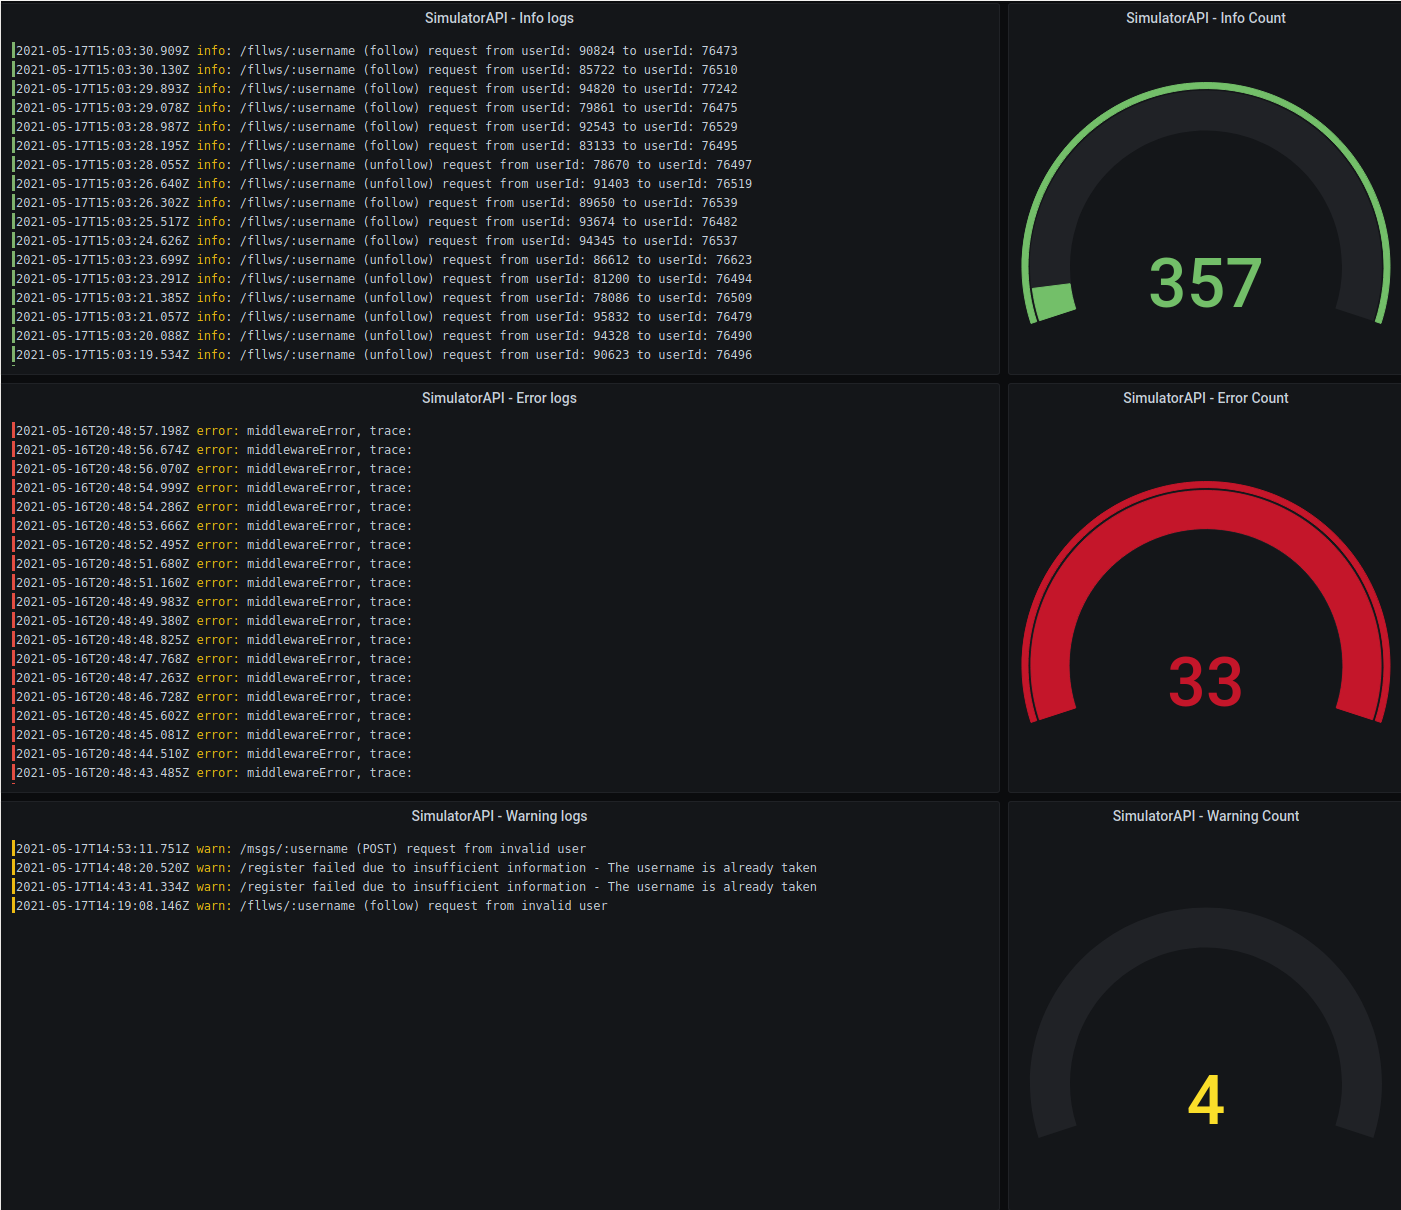 SimulatorAPI - Info logs
2021-05-17T15:03:30.909Z info: /fllws/:username (follow) request from userId: 90824 to userId: 76473
2021-05-17T15:03:30.130Z info: /fllws/:username (follow) request from userId: 85722 to userId: 76510
2021-05-17T15:03:29.893Z info: /fllws/:username (follow) request from userId: 94820 to userId: 77242
2021-05-17T15:03:29.078Z info: /fllws/:username (follow) request from userId: 79861 to userId: 76475
2021-05-17T15:03:28.987Z info: /fllws/:username (follow) request from userId: 92543 to userId: 76529
2021-05-17T15:03:28.195Z info: /fllws/:username (follow) request from userId: 83133 to userId: 76495
2021-05-17T15:03:28.055Z info: /fllws/:username (unfollow) request from userId: 78670 to userId: 76497
2021-05-17T15:03:26.640Z info: /fllws/:username (unfollow) request from userId: 91403 to userId: 76519
2021-05-17T15:03:26.302Z info: /fllws/:username (follow) request from userId: 89650 to userId: 76539
2021-05-17T15:03:25.517Z info: /fllws/:username (follow) request from userId: 93674 to userId: 76482
2021-05-17T15:03:24.626Z info: /fllws/:username (follow) request from userId: 94345 to userId: 76537
2021-05-17T15:03:23.699Z info: /fllws/:username (unfollow) request from userId: 86612 to userId: 76623
2021-05-17T15:03:23.291Z info: /fllws/:username (unfollow) request from userId: 81200 to userId: 76494
2021-05-17T15:03:21.385Z info: /fllws/:username (unfollow) request from userId: 78086 to userId: 76509
2021-05-17T15:03:21.057Z info: /fllws/:username (unfollow) request from userId: 95832 to userId: 76479
2021-05-17T15:03:20.088Z info: /fllws/:username (unfollow) request from userId: 94328 to userId: 76490
2021-05-17T15:03:19.534Z info: /fllws/:username (unfollow) request from userId: 90623 to userId: 76496
SimulatorAPI - Info Count
357
SimulatorAPI - Error logs
2021-05-16T20:48:57.198Z error: middlewareError, trace:
2021-05-16T20:48:56.674Z error: middlewareError, trace:
2021-05-16T20:48:56.070Z error: middlewareError, trace:
2021-05-16T20:48:54.999Z error: middlewareError, trace:
2021-05-16T20:48:54.286Z error: middlewareError, trace:
2021-05-16T20:48:53.666Z error: middlewareError, trace:
2021-05-16T20:48:52.495Z error: middlewareError, trace:
2021-05-16T20:48:51.680Z error: middlewareError, trace:
2021-05-16T20:48:51.160Z error: middlewareError, trace:
2021-05-16T20:48:49.983Z error: middlewareError, trace:
2021-05-16T20:48:49.380Z error: middlewareError, trace:
2021-05-16T20:48:48.825Z error: middlewareError, trace:
2021-05-16T20:48:47.768Z error: middlewareError, trace:
2021-05-16T20:48:47.263Z error: middlewareError, trace:
2021-05-16T20:48:46.728Z error: middlewareError, trace:
2021-05-16T20:48:45.602Z error: middlewareError, trace:
2021-05-16T20:48:45.081Z error: middlewareError, trace:
2021-05-16T20:48:44.510Z error: middlewareError, trace:
2021-05-16T20:48:43.485Z error: middlewareError, trace:
SimulatorAPI - Error Count
33
SimulatorAPI - Warning logs
2021-05-17T14:53:11.751Z warn: /msgs/:username (POST) request from invalid user
2021-05-17T14:48:20.520Z warn: /register failed due to insufficient information - The username is already taken
2021-05-17T14:43:41.334Z warn: /register failed due to insufficient information - The username is already taken
2021-05-17T14:19:08.146Z warn: /fllws/:username (follow) request from invalid user
SimulatorAPI - Warning Count
4